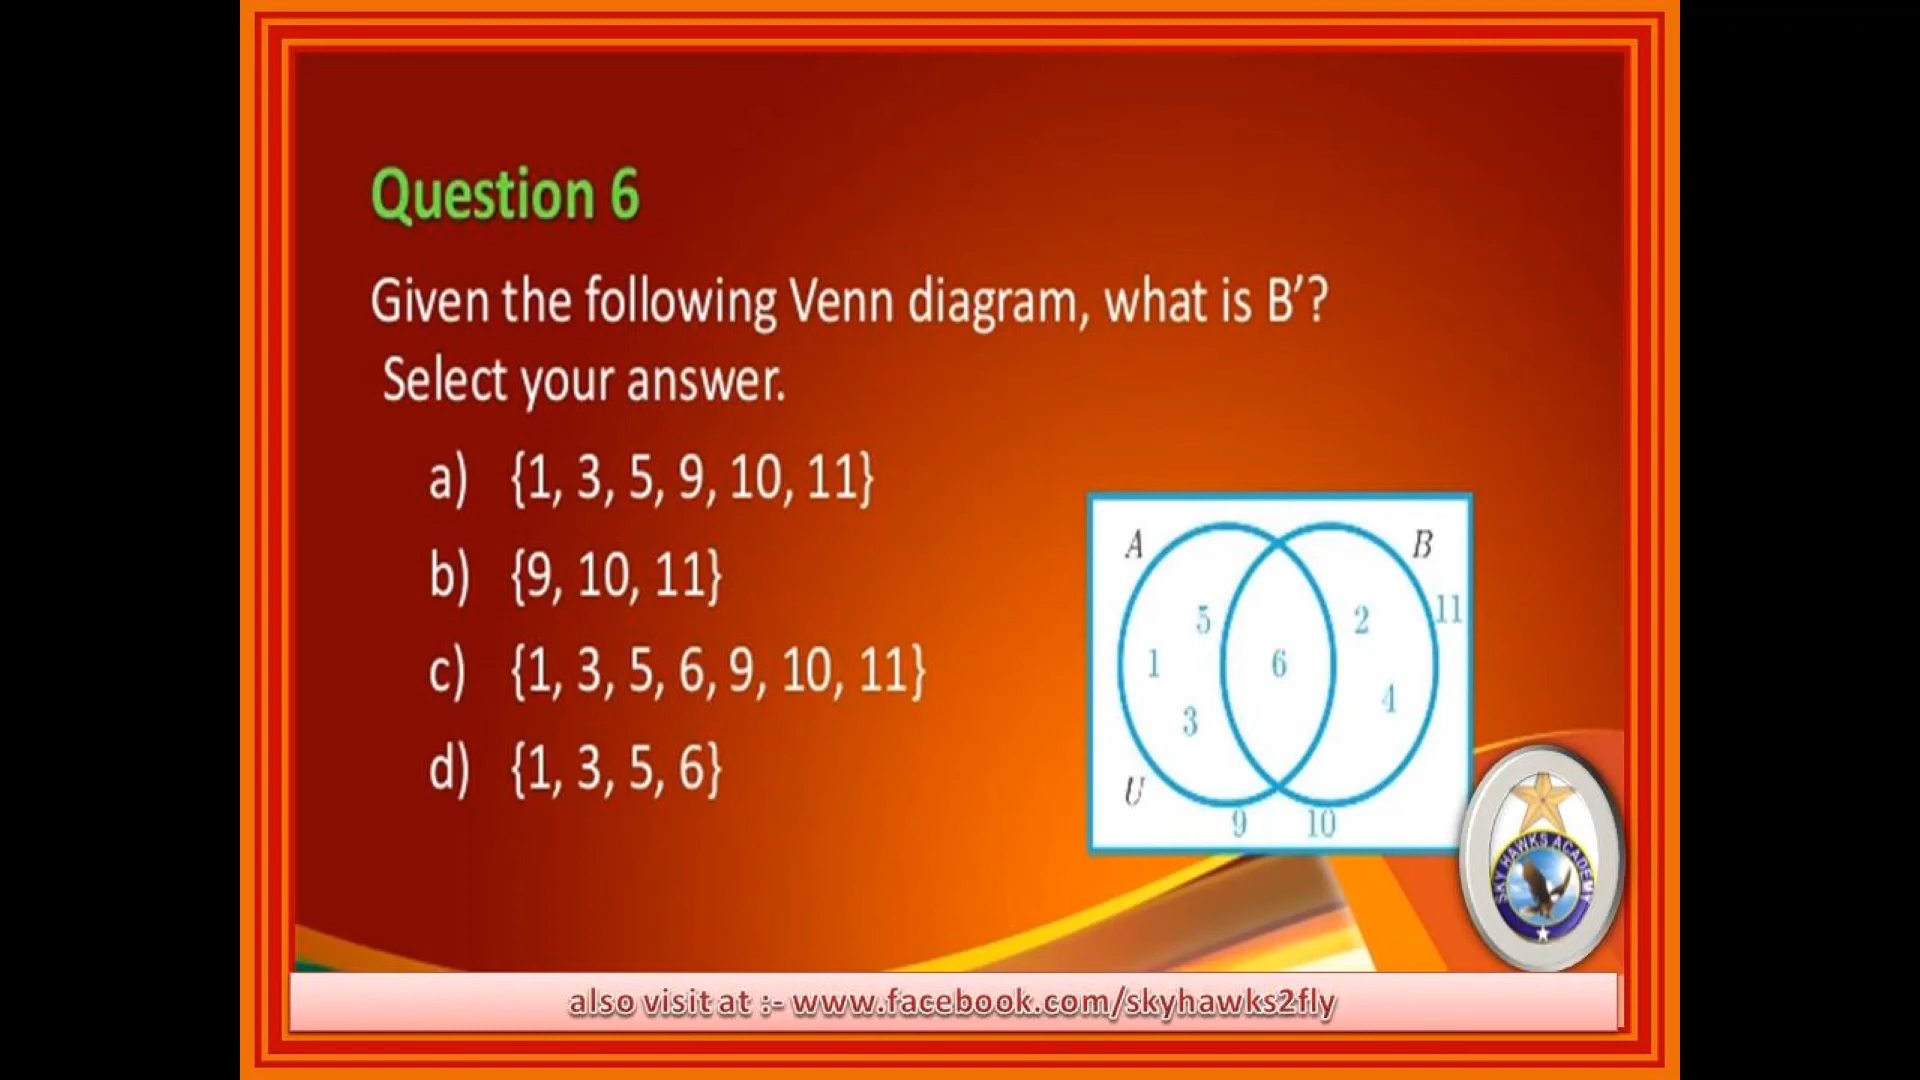 Question 6
Given the following Venn diagram, what is B’?
Select your answer.
a) {1, 3, 5, 9, 10, 11}
b) {9, 10, 11}
c) {1, 3, 5, 6, 9, 10, 11}
d) {1, 3, 5, 6}
A B
11
5 2
1 6
4
3
U
9 10
SKY HAWKS ACADEMY
also visit at :- www.facebook.com/skyhawks2fly